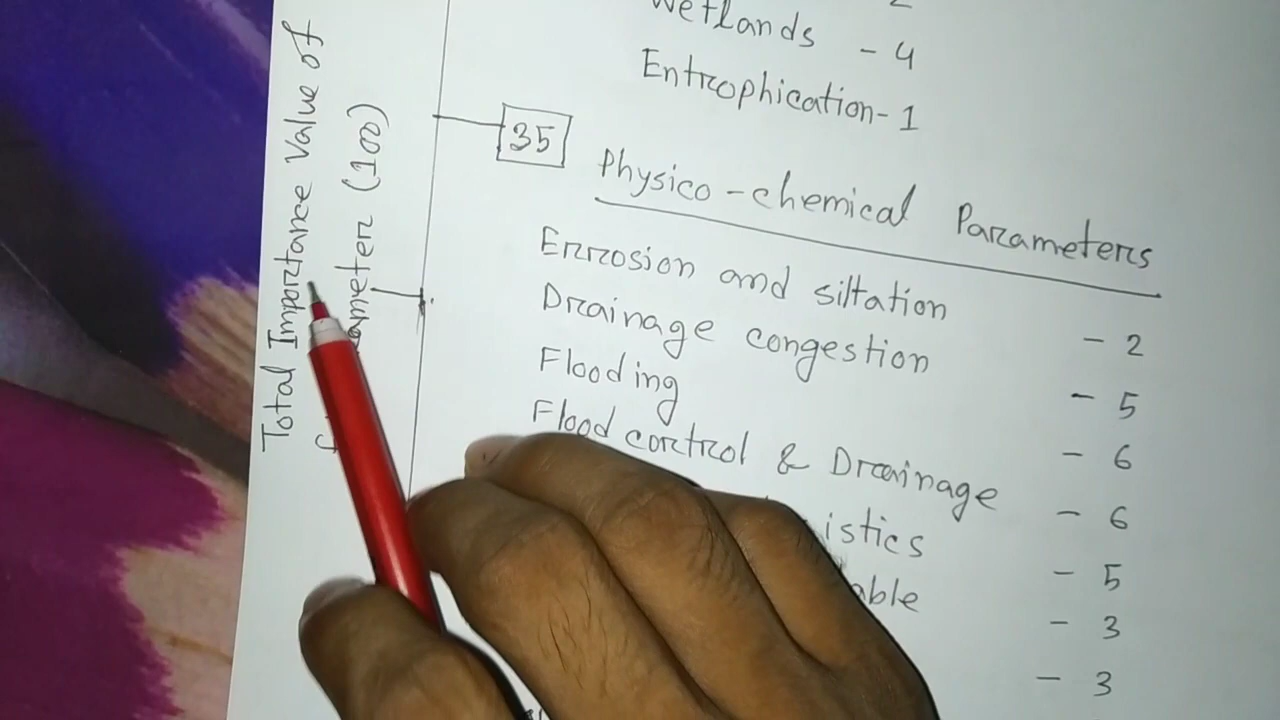 Total Importance Value of
ameter (100)
Wetlands - 4
Entrophication- 1
35
Physico-chemical Parameters
Errosion and siltation - 2
Drainage congestion - 5
Flooding - 6
Flood control & Drainage - 6
istics - 5
able - 3
- 3